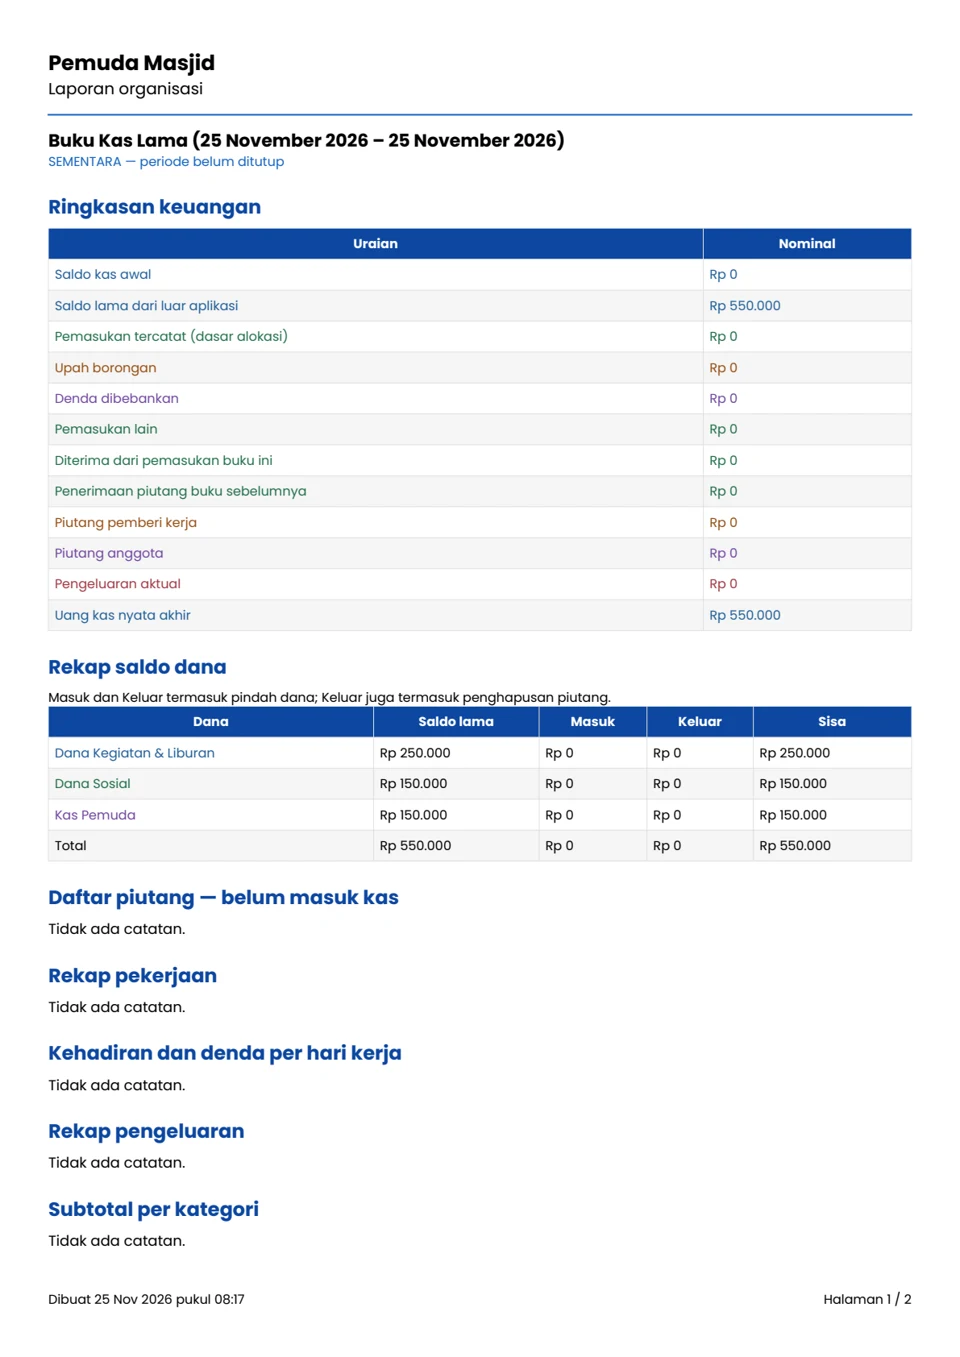 Pemuda Masjid
Laporan organisasi
Buku Kas Lama (25 November 2026 – 25 November 2026)
SEMENTARA — periode belum ditutup
Ringkasan keuangan
Uraian Nominal
Saldo kas awal Rp 0
Saldo lama dari luar aplikasi Rp 550.000
Pemasukan tercatat (dasar alokasi) Rp 0
Upah borongan Rp 0
Denda dibebankan Rp 0
Pemasukan lain Rp 0
Diterima dari pemasukan buku ini Rp 0
Penerimaan piutang buku sebelumnya Rp 0
Piutang pemberi kerja Rp 0
Piutang anggota Rp 0
Pengeluaran aktual Rp 0
Uang kas nyata akhir Rp 550.000
Rekap saldo dana
Masuk dan Keluar termasuk pindah dana; Keluar juga termasuk penghapusan piutang.
Dana Saldo lama Masuk Keluar Sisa
Dana Kegiatan & Liburan Rp 250.000 Rp 0 Rp 0 Rp 250.000
Dana Sosial Rp 150.000 Rp 0 Rp 0 Rp 150.000
Kas Pemuda Rp 150.000 Rp 0 Rp 0 Rp 150.000
Total Rp 550.000 Rp 0 Rp 0 Rp 550.000
Daftar piutang — belum masuk kas
Tidak ada catatan.
Rekap pekerjaan
Tidak ada catatan.
Kehadiran dan denda per hari kerja
Tidak ada catatan.
Rekap pengeluaran
Tidak ada catatan.
Subtotal per kategori
Tidak ada catatan.
Dibuat 25 Nov 2026 pukul 08:17 Halaman 1 / 2